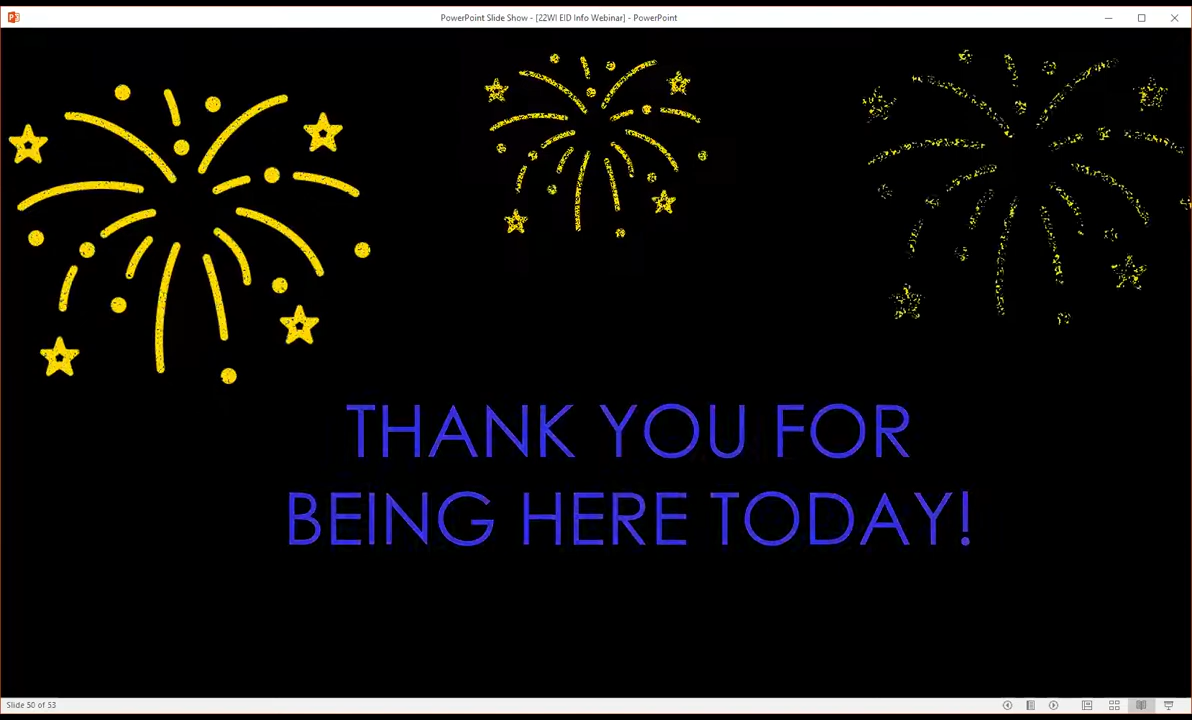 PowerPoint Slide Show - [22WI EID Info Webinar] - PowerPoint
THANK YOU FOR
BEING HERE TODAY!
Slide 50 of 53